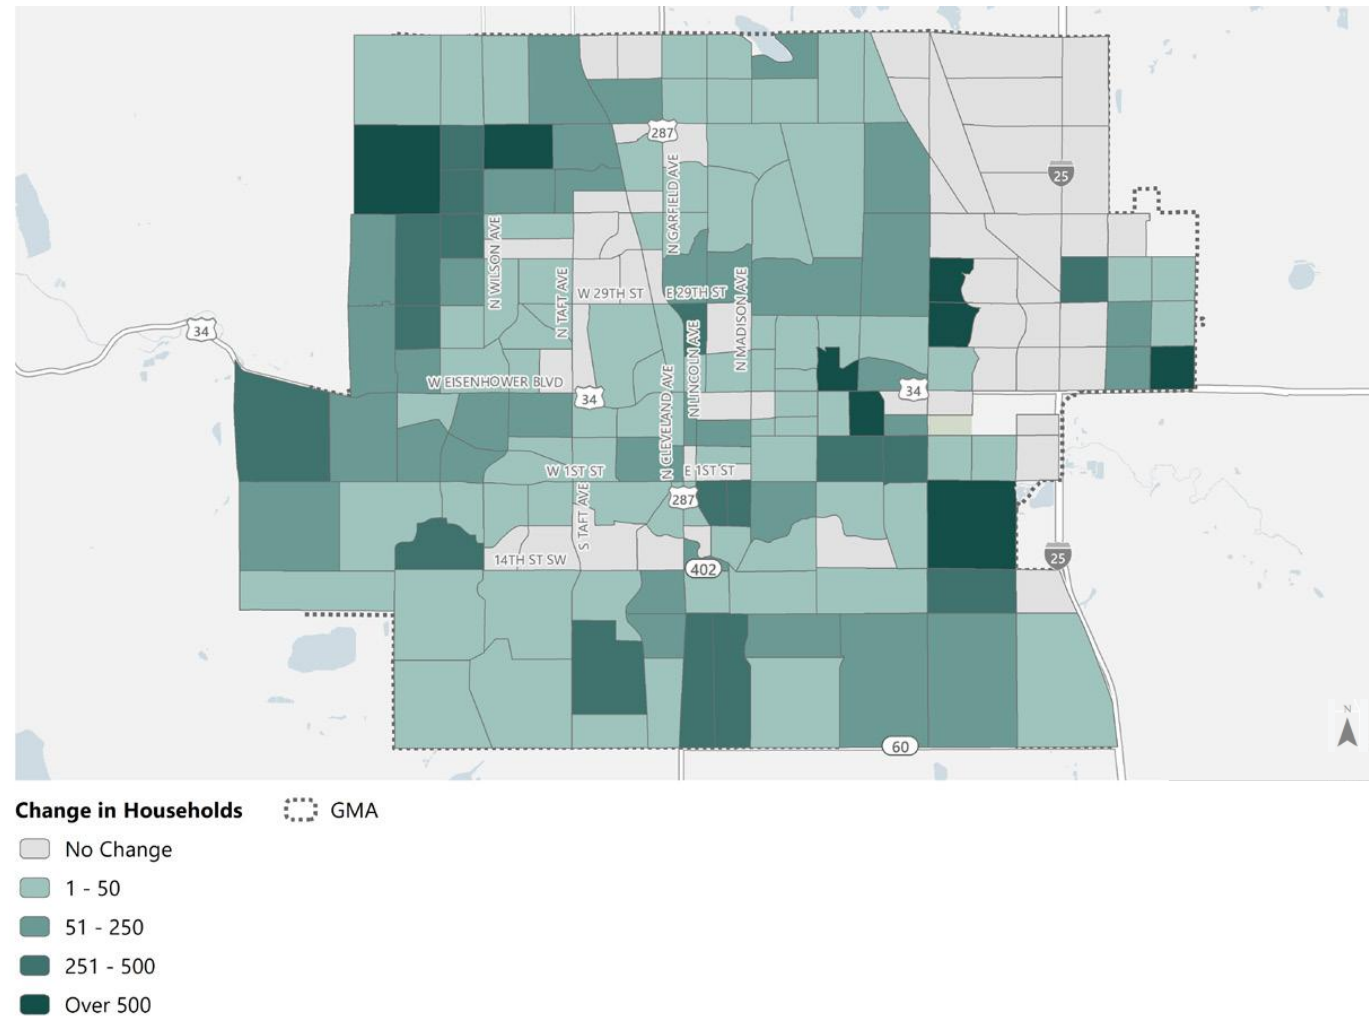 287
25
N GARFIELD AVE
N WILSON AVE
N TAFT AVE
W 29TH ST
E 29TH ST
N MADISON AVE
34
N LINCOLN AVE
W EISENHOWER BLVD
34
34
N CLEVELAND AVE
W 1ST ST
E 1ST ST
287
S TAFT AVE
14TH ST SW
402
25
60
N
Change in Households
GMA
No Change
1 - 50
51 - 250
251 - 500
Over 500